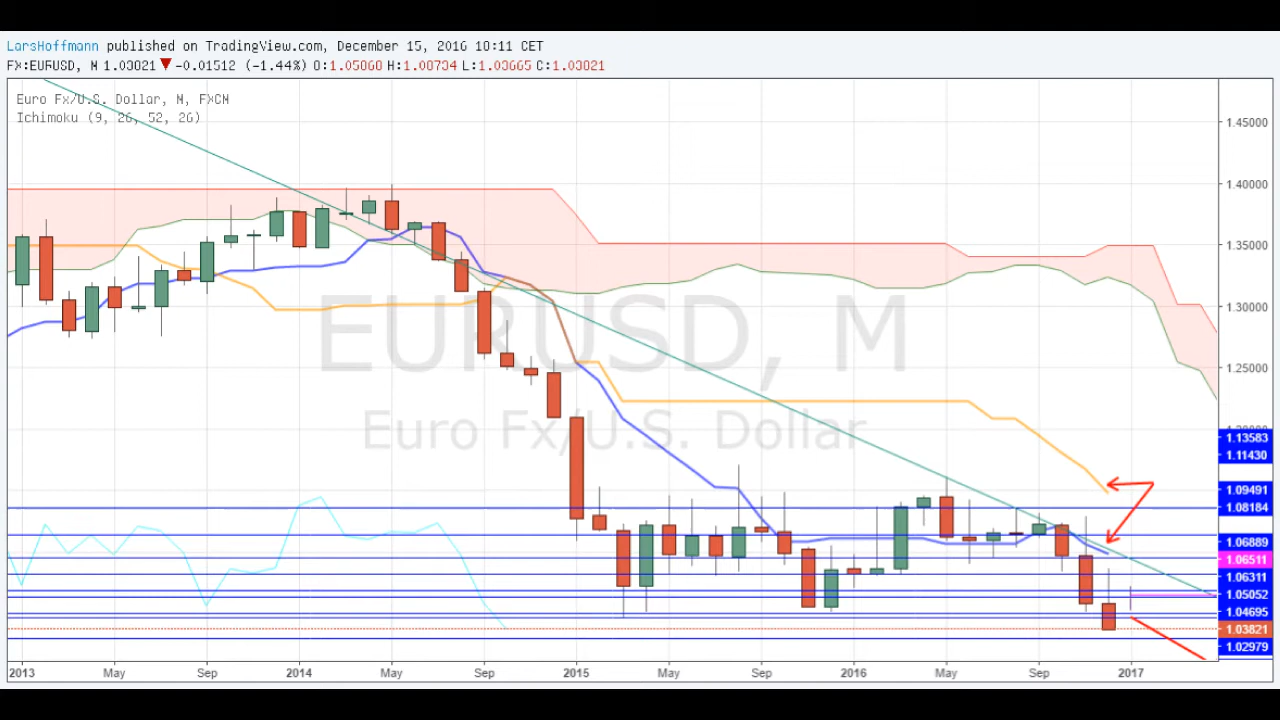 LarsHoffmann published on TradingView.com, December 15, 2016 10:11 CET
FX:EURUSD, M 1.03821 ▼ -0.01512 (-1.44%) O:1.05060 H:1.08734 L:1.03665 C:1.03821
Euro Fx/U.S. Dollar, M, FXCM
Ichimoku (9, 26, 52, 26)
EURUSD, M
Euro Fx/U.S. Dollar
1.45000
1.40000
1.35000
1.30000
1.25000
1.13583
1.11430
1.09491
1.08184
1.06889
1.06511
1.06311
1.05052
1.04695
1.03821
1.02979
2013 May Sep 2014 May Sep 2015 May Sep 2016 May Sep 2017